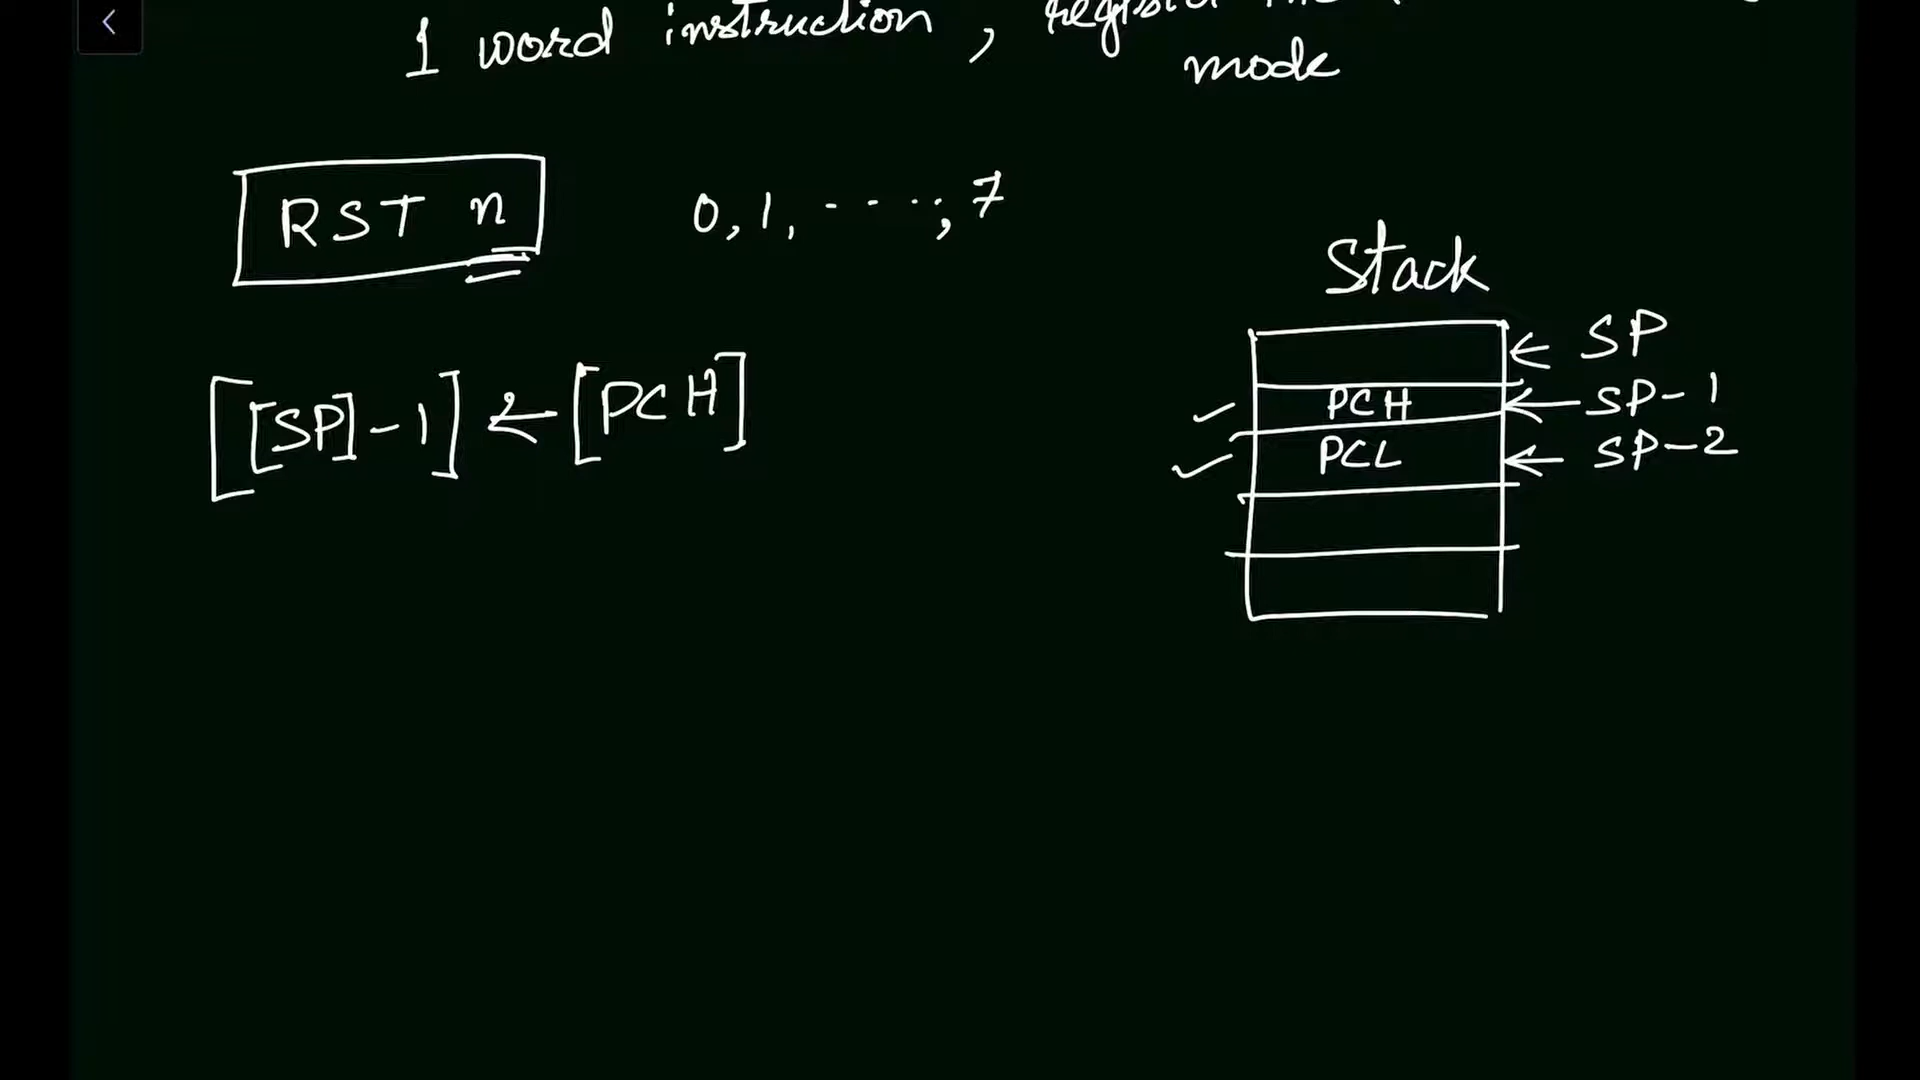 1 word instruction,
mode
RST n 0, 1, - - - -, 7
Stack
← SP
[[SP]-1] ← [PCH]
PCH ← SP-1
PCL ← SP-2